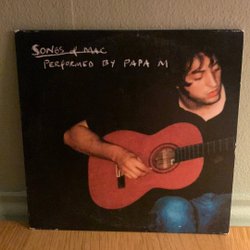 SONGS of MAC
PERFORMED BY PAPA M